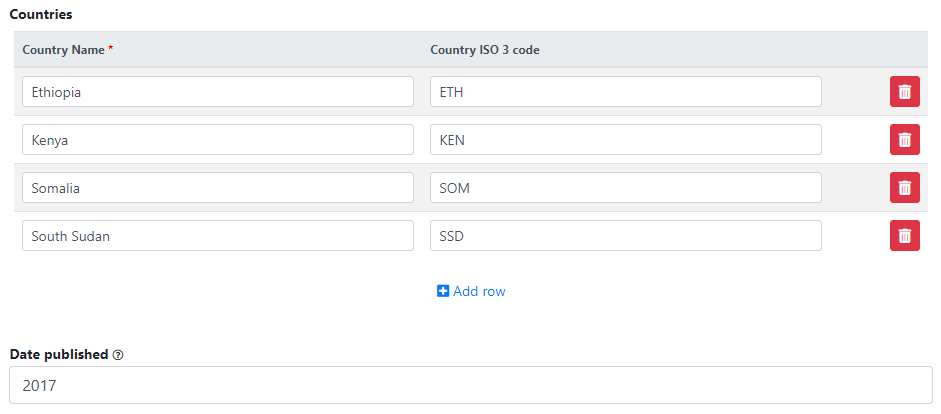 Countries
Country Name * Country ISO 3 code
Ethiopia ETH
Kenya KEN
Somalia SOM
South Sudan SSD
Add row
Date published
2017